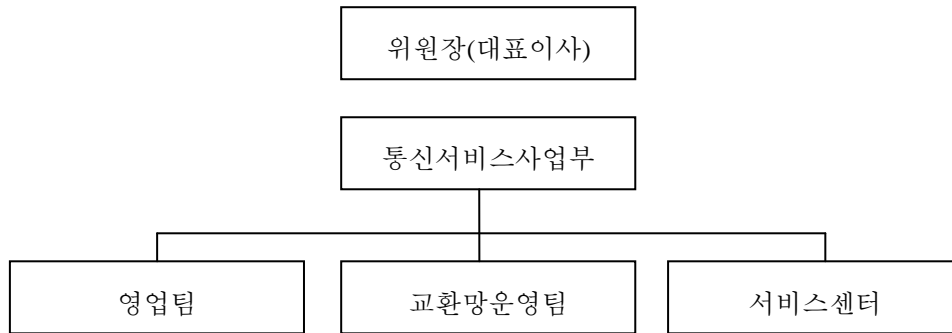 위원장(대표이사)
통신서비스사업부
영업팀
교환망운영팀
서비스센터